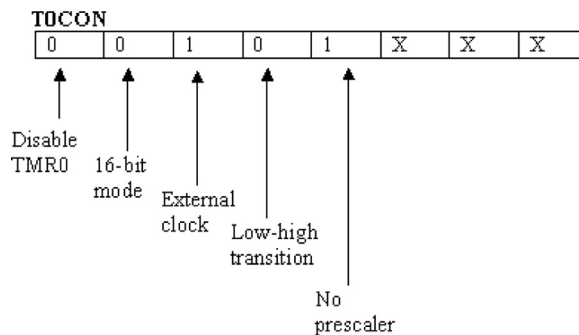 T0CON
0 0 1 0 1 X X X
Disable
TMR0
16-bit
mode
External
clock
Low-high
transition
No
prescaler